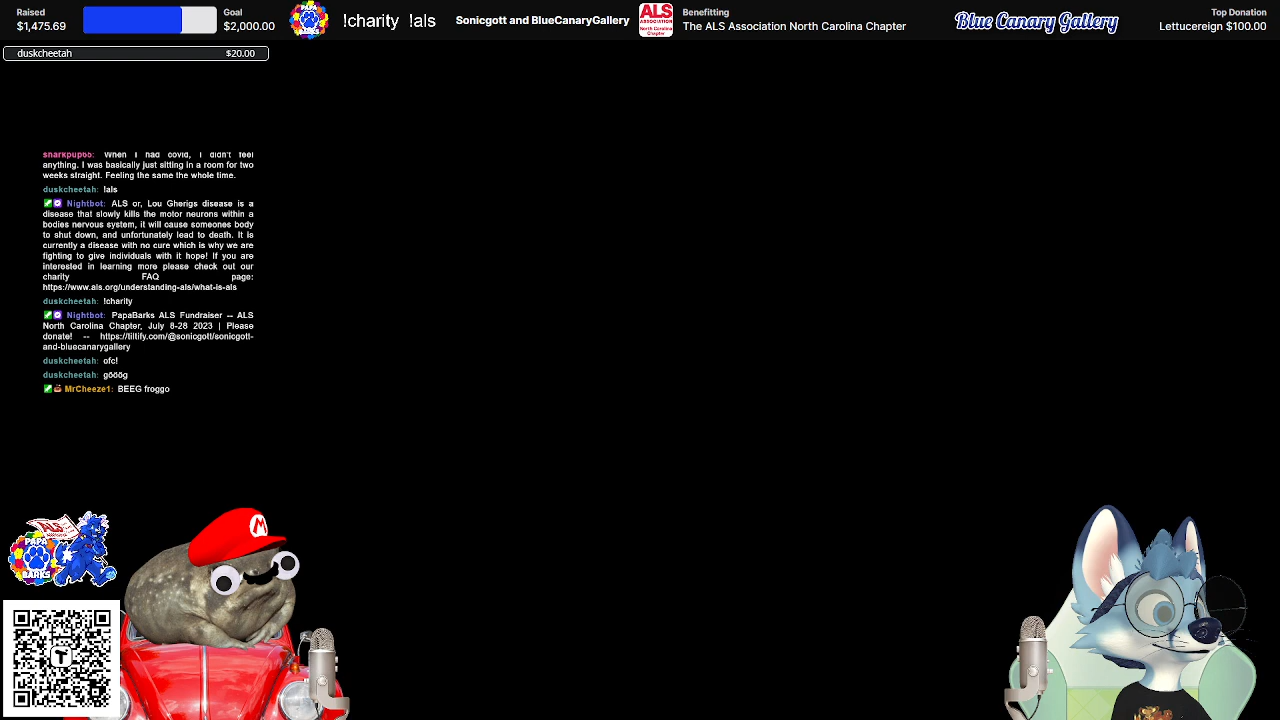 Raised
$1,475.69
Goal
$2,000.00
!charity !als
Sonicgott and BlueCanaryGallery
ALS
ASSOCIATION
North Carolina
Chapter
Benefitting
The ALS Association North Carolina Chapter
Blue Canary Gallery
Top Donation
Lettucereign $100.00
duskcheetah $20.00
sharkpup65: When I had covid, I didn't feel
anything. I was basically just sitting in a room for two
weeks straight. Feeling the same the whole time.
duskcheetah: !als
Nightbot: ALS or, Lou Gherigs disease is a
disease that slowly kills the motor neurons within a
bodies nervous system, it will cause someones body
to shut down, and unfortunately lead to death. It is
currently a disease with no cure which is why we are
fighting to give individuals with it hope! If you are
interested in learning more please check out our
charity FAQ page:
https://www.als.org/understanding-als/what-is-als
duskcheetah: !charity
Nightbot: PapaBarks ALS Fundraiser -- ALS
North Carolina Chapter, July 8-28 2023 | Please
donate! -- https://tiltify.com/@sonicgott/sonicgott-
and-bluecanarygallery
duskcheetah: ofc!
duskcheetah: gööög
MrCheeze1: BEEG froggo
ALS
PAPA
BARKS
M